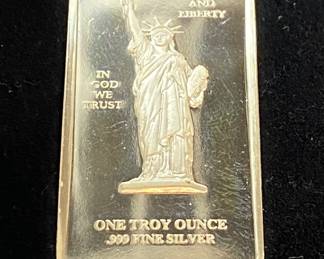 AND
LIBERTY
IN
GOD
WE
TRUST
ONE TROY OUNCE
.999 FINE SILVER